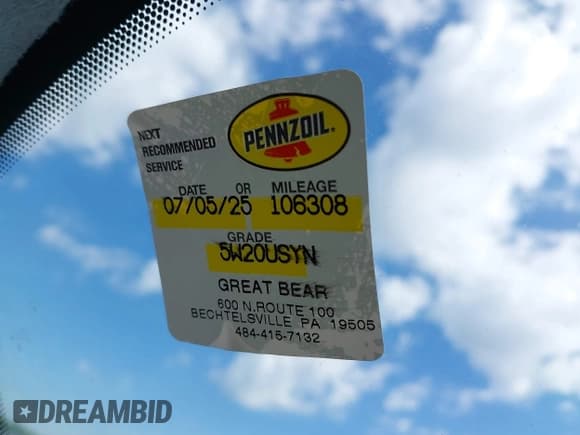 NEXT
RECOMMENDED
SERVICE
PENNZOIL®
DATE OR MILEAGE
07/05/25 106308
GRADE
5W20USYN
GREAT BEAR
600 N.ROUTE 100
BECHTELSVILLE PA 19505
484-415-7132
DREAMBID